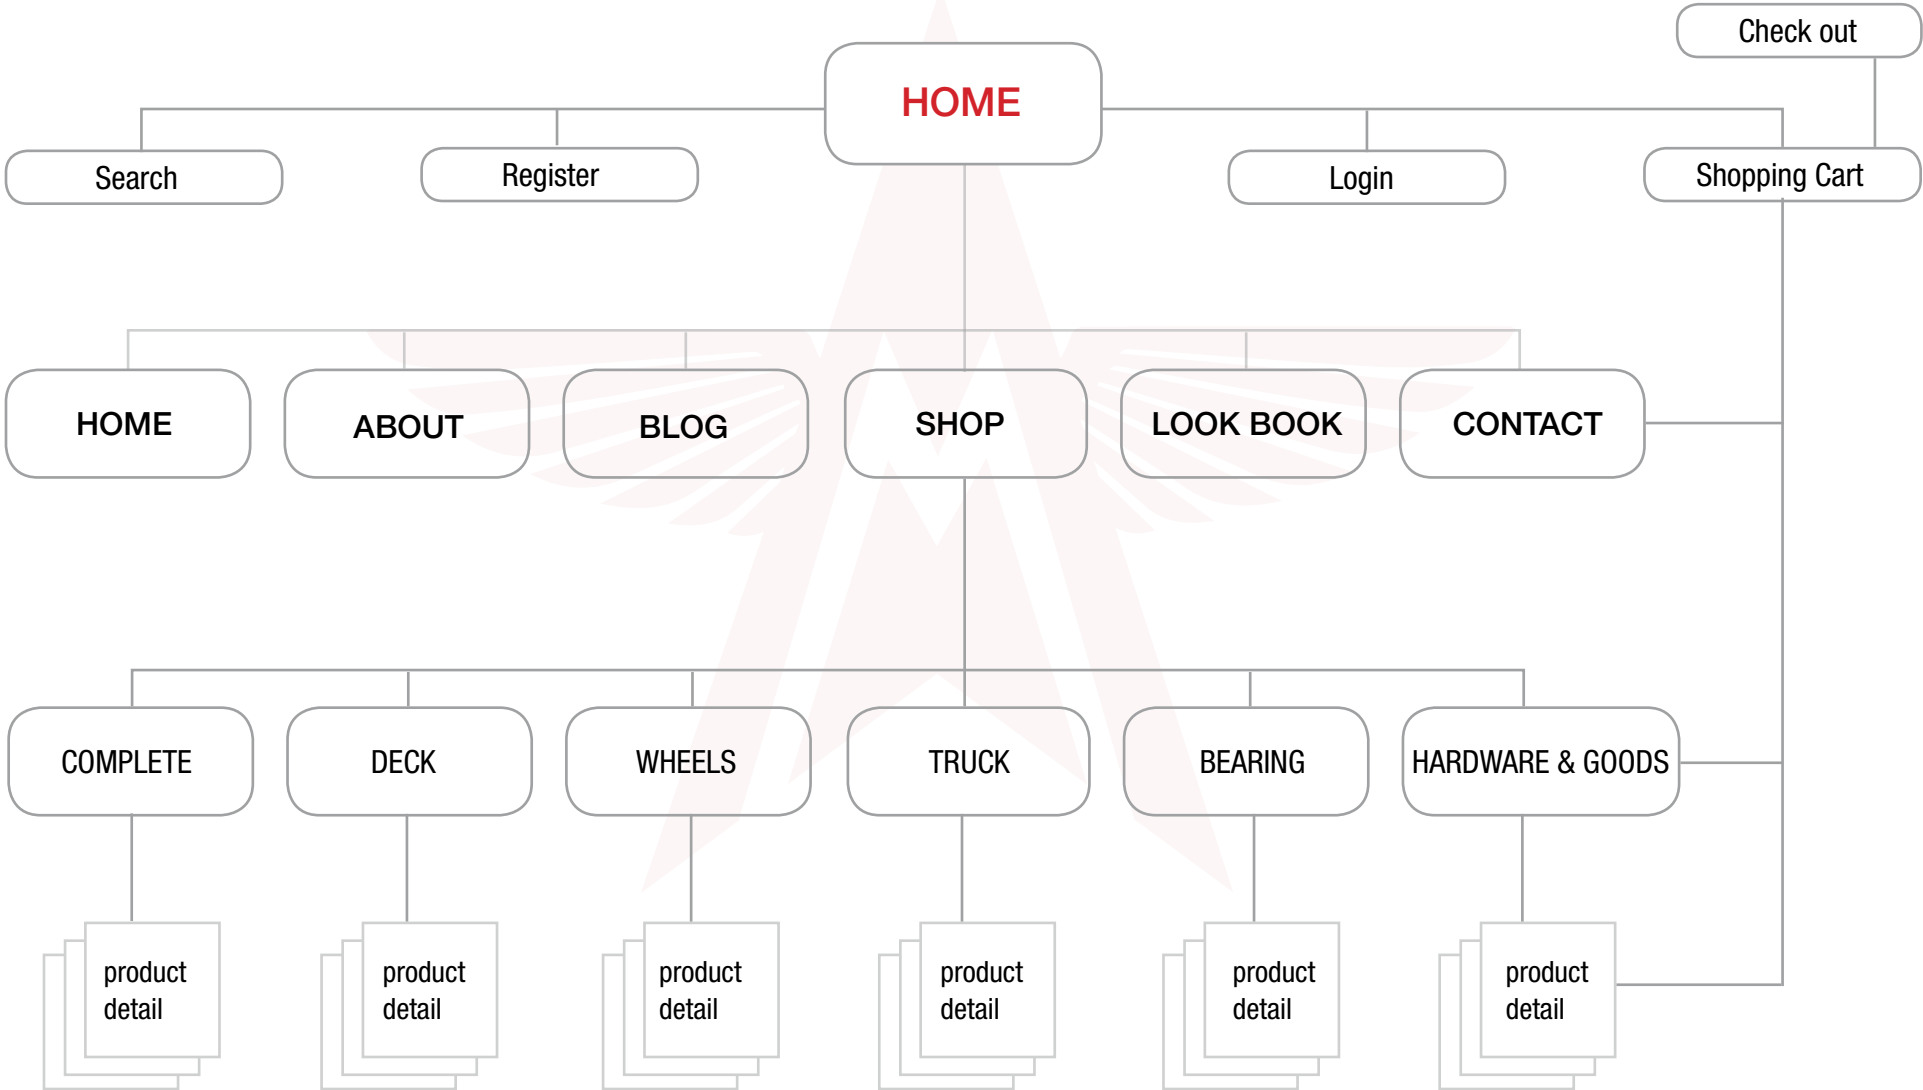 Check out
HOME
Search
Register
Login
Shopping Cart
HOME
ABOUT
BLOG
SHOP
LOOK BOOK
CONTACT
COMPLETE
DECK
WHEELS
TRUCK
BEARING
HARDWARE & GOODS
product
detail
product
detail
product
detail
product
detail
product
detail
product
detail